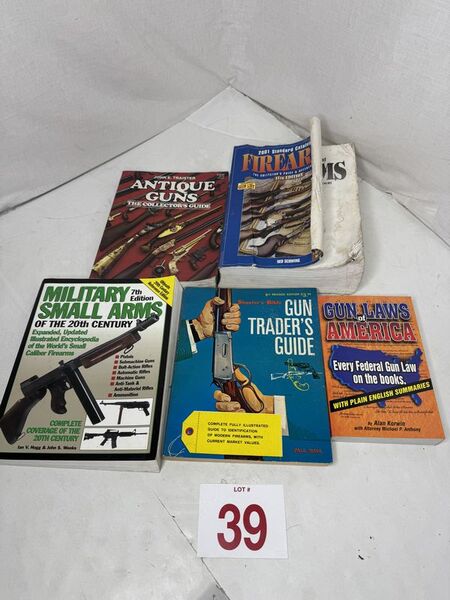 JOHN E. TRAISTER
ANTIQUE
GUNS
THE COLLECTOR'S GUIDE
2001 Standard Catalog
FIREAR
11th EDITION
NED SCHWING
MS
MILITARY
7th
Edition
SMALL ARMS
OF THE 20th CENTURY
Expanded, Updated
Illustrated Encyclopedia
of the World's Small
Caliber Firearms
Pistols
Submachine Guns
Bolt-Action Rifles
Automatic Rifles
Machine Guns
Anti-Tank &
Anti-Materiel Rifles
Ammunition
COMPLETE
COVERAGE OF THE
20TH CENTURY
Ian V. Hogg & John S. Weeks
Shooter's Bible
GUN
TRADER'S
GUIDE
COMPLETE FULLY ILLUSTRATED
GUIDE TO IDENTIFICATION
OF MODERN FIREARMS, WITH
CURRENT MARKET VALUES.
GUN LAWS
of
AMERICA
Every Federal Gun Law
on the books.
WITH PLAIN ENGLISH SUMMARIES
by Alan Korwin
with Attorney Michael P. Anthony
LOT #
39